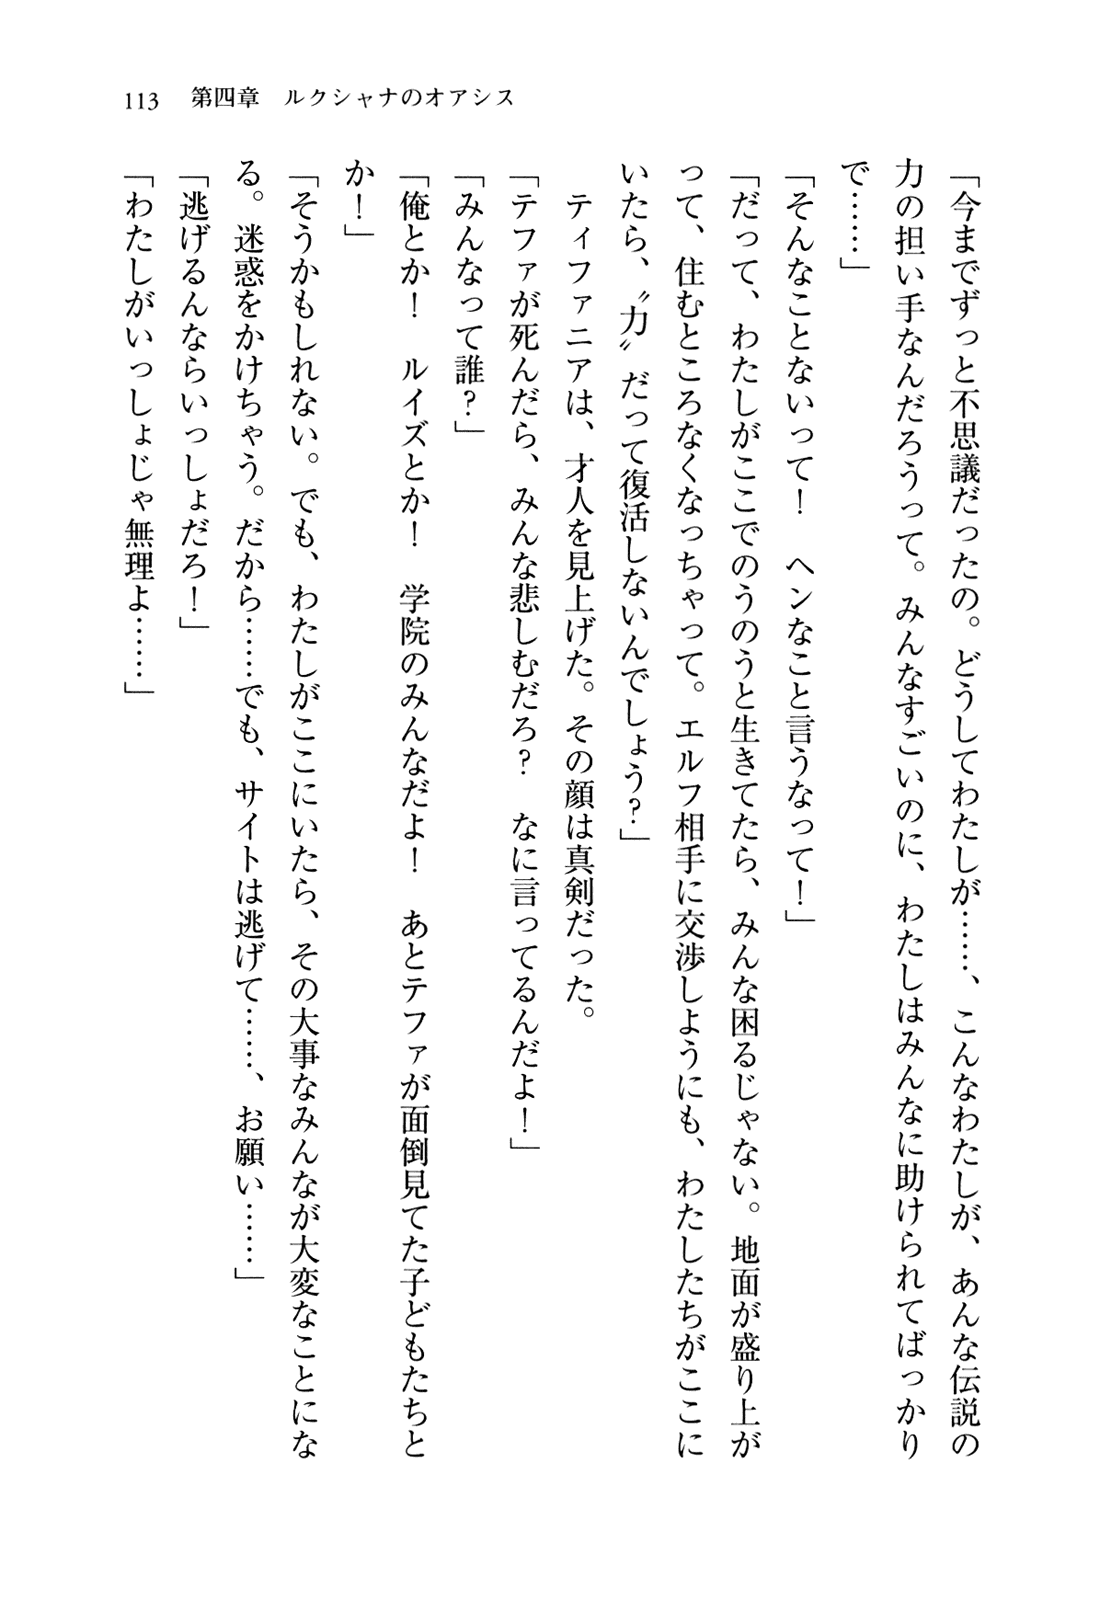 113　第四章　ルクシャナのオアシス
「今までずっと不思議だったの。どうしてわたしが……、こんなわたしが、あんな伝説の
力の担い手なんだろうって。みんなすごいのに、わたしはみんなに助けられてばっかり
で……」
「そんなことないって！　ヘンなこと言うなって！」
「だって、わたしがここでのうのうと生きてたら、みんな困るじゃない。地面が盛り上が
って、住むところなくなっちゃって。エルフ相手に交渉しようにも、わたしたちがここに
いたら、〝力〟だって復活しないんでしょう？」
　ティファニアは、才人を見上げた。その顔は真剣だった。
「テファが死んだら、みんな悲しむだろ？　なに言ってるんだよ！」
「みんなって誰？」
「俺とか！　ルイズとか！　学院のみんなだよ！　あとテファが面倒見てた子どもたちと
か！」
「そうかもしれない。でも、わたしがここにいたら、その大事なみんなが大変なことにな
る。迷惑をかけちゃう。だから……でも、サイトは逃げて……、お願い……」
「逃げるんならいっしょだろ！」
「わたしがいっしょじゃ無理よ……」